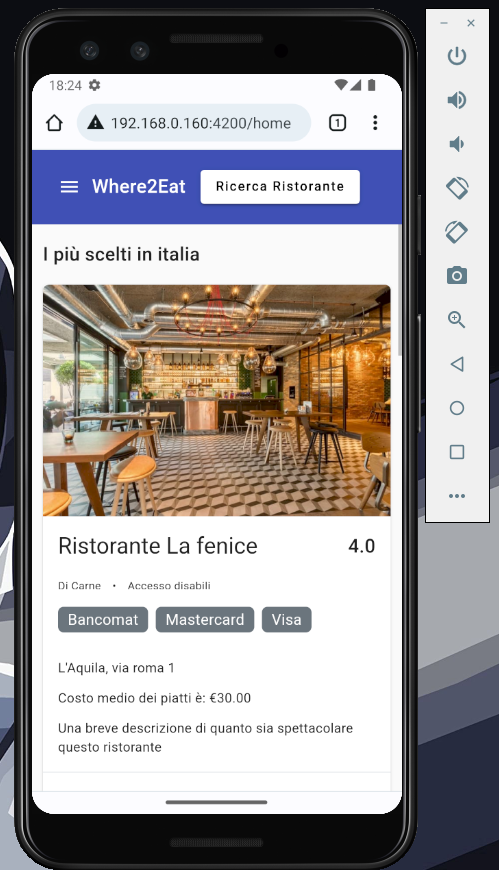 18:24
192.168.0.160:4200/home
1
Where2Eat
Ricerca Ristorante
I più scelti in italia
Ristorante La fenice
4.0
Di Carne • Accesso disabili
Bancomat
Mastercard
Visa
L'Aquila, via roma 1
Costo medio dei piatti è: €30.00
Una breve descrizione di quanto sia spettacolare
questo ristorante